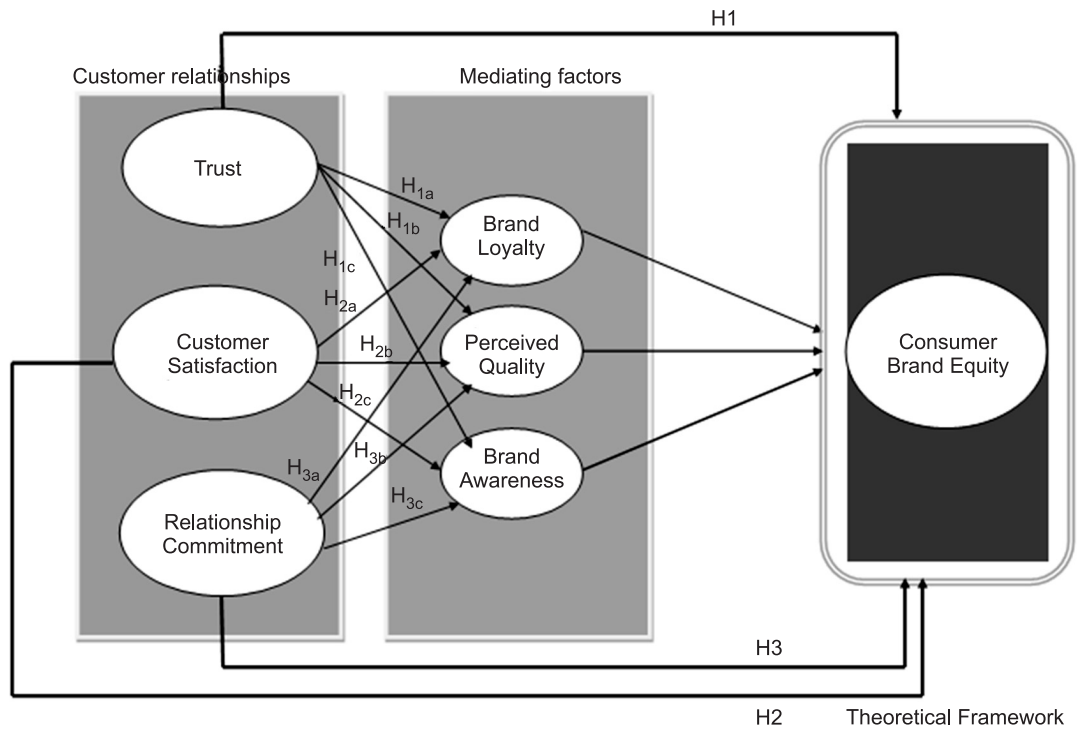 H1
Customer relationships
Mediating factors
Trust
H1a
H1b
Brand
Loyalty
H1c
H2a
Customer
Satisfaction
H2b
Perceived
Quality
Consumer
Brand Equity
H2c
H3b
H3a
Brand
Awareness
H3c
Relationship
Commitment
H3
H2
Theoretical Framework